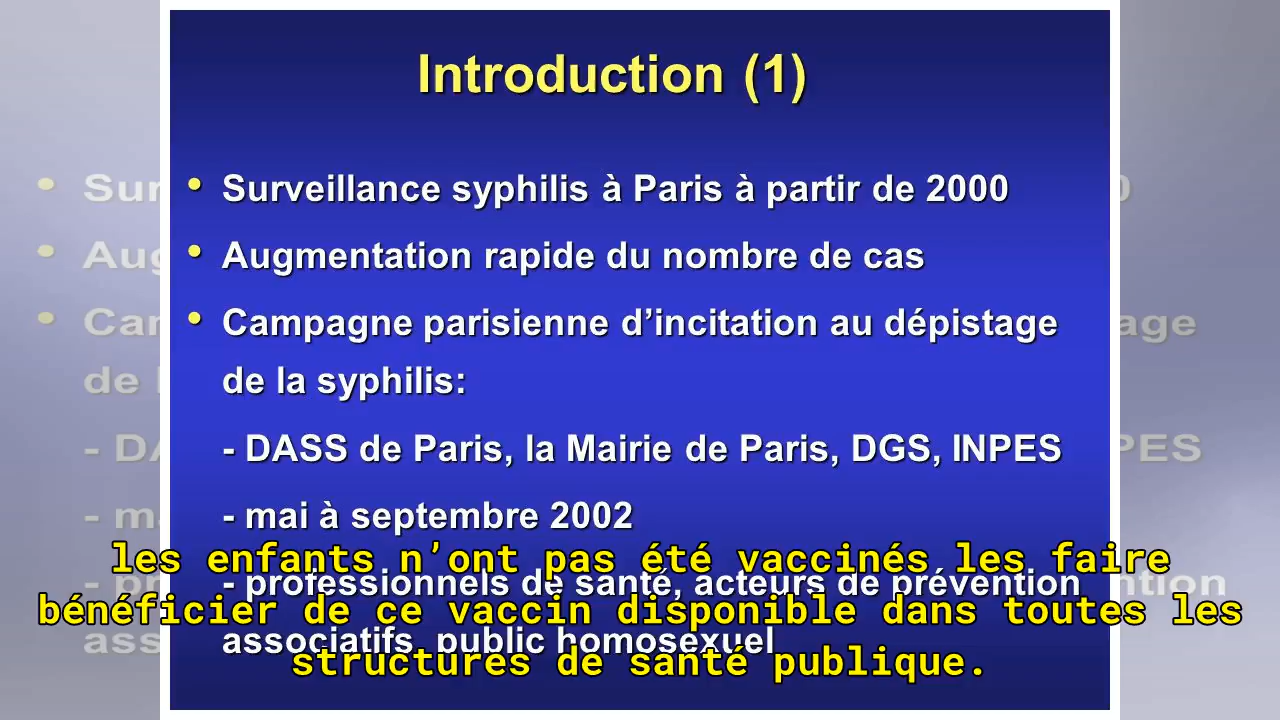 Introduction (1)
• Surveillance syphilis à Paris à partir de 2000
• Augmentation rapide du nombre de cas
• Campagne parisienne d’incitation au dépistage
de la syphilis:
- DASS de Paris, la Mairie de Paris, DGS, INPES
- mai à septembre 2002
- professionnels de santé, acteurs de prévention
associatifs, public homosexuel
les enfants n’ont pas été vaccinés les faire
bénéficier de ce vaccin disponible dans toutes les
structures de santé publique.